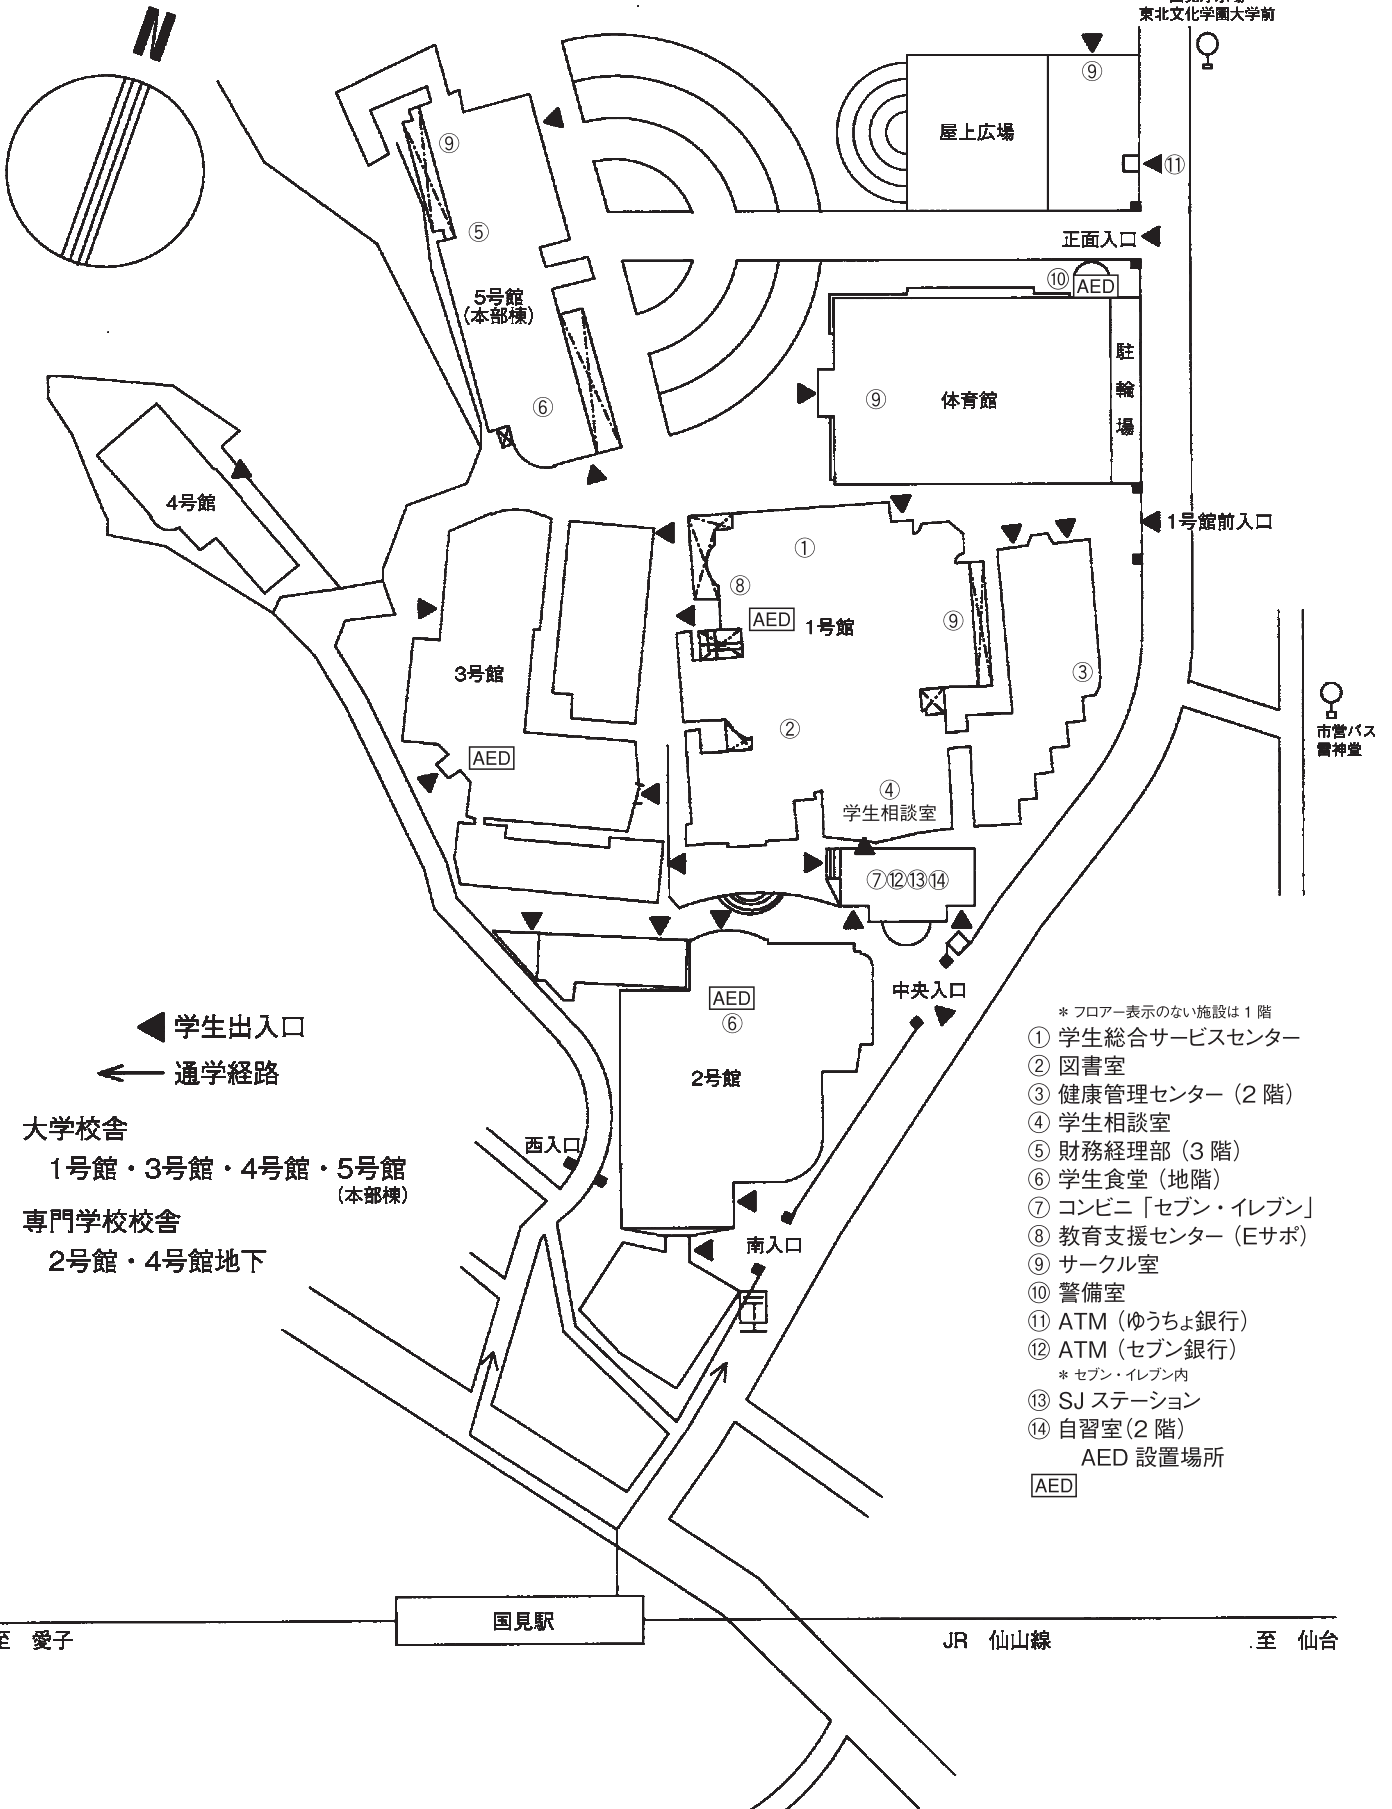 東北文化学園大学前
N
⑨
屋上広場
⑪
正面入口
⑨
⑤
5号館
(本部棟)
⑥
⑩
AED
駐輪場
⑨
体育館
4号館
1号館前入口
①
⑧
AED
1号館
⑨
3号館
③
AED
②
市営バス
雷神堂
④
学生相談室
⑦⑫⑬⑭
AED
⑥
2号館
中央入口
西入口
南入口
学生出入口
通学経路
大学校舎
1号館・3号館・4号館・5号館
(本部棟)
専門学校校舎
2号館・4号館地下
* フロアー表示のない施設は1階
① 学生総合サービスセンター
② 図書室
③ 健康管理センター(2階)
④ 学生相談室
⑤ 財務経理部(3階)
⑥ 学生食堂(地階)
⑦ コンビニ「セブン・イレブン」
⑧ 教育支援センター(Eサポ)
⑨ サークル室
⑩ 警備室
⑪ ATM(ゆうちょ銀行)
⑫ ATM(セブン銀行)
* セブン・イレブン内
⑬ SJ ステーション
⑭ 自習室(2階)
AED 設置場所
AED
国見駅
至 愛子
JR 仙山線
至 仙台